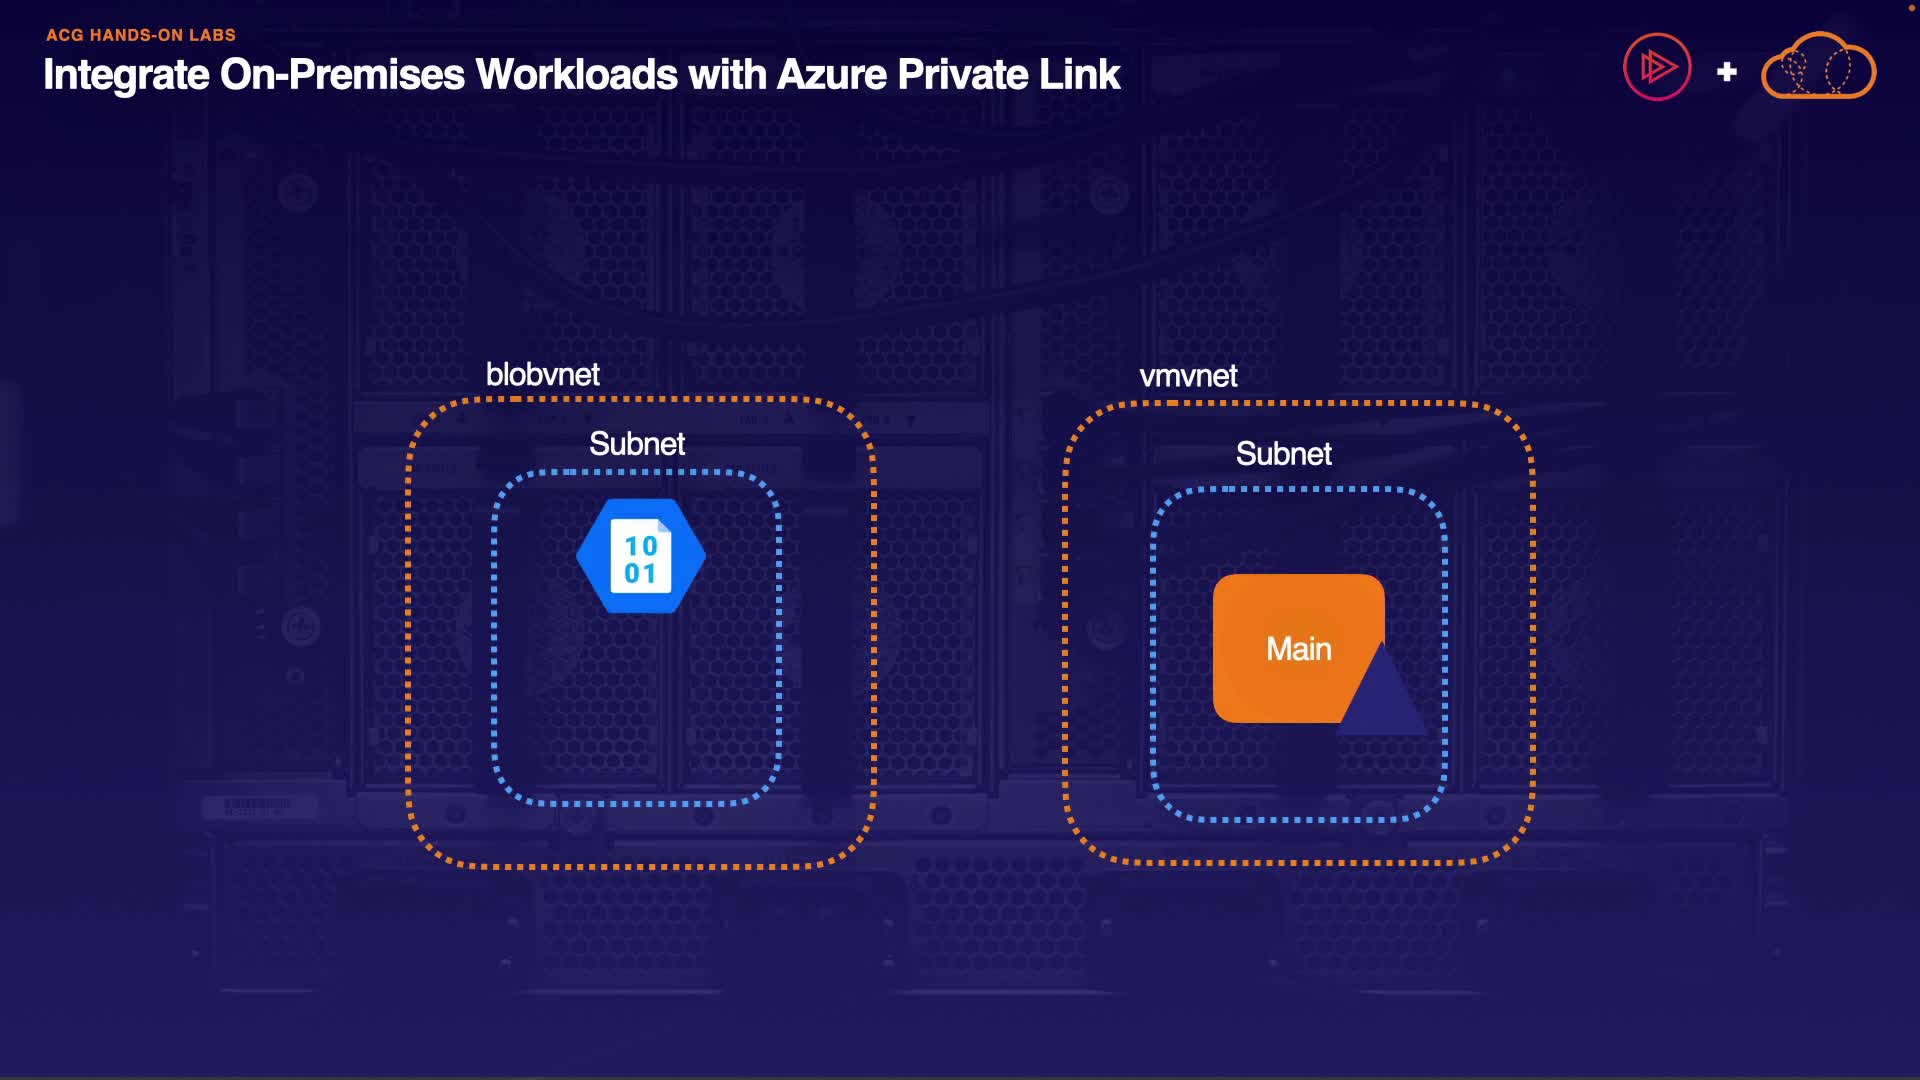 ACG HANDS-ON LABS
Integrate On-Premises Workloads with Azure Private Link
blobvnet
vmvnet
Subnet
Subnet
10
01
Main